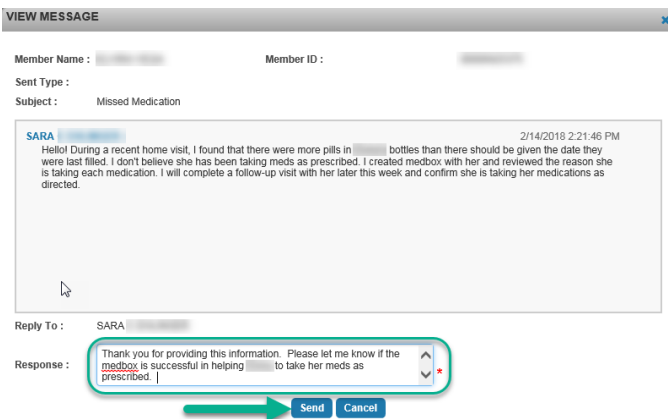 VIEW MESSAGE
Member Name : Member ID :
Sent Type :
Subject : Missed Medication
SARA 2/14/2018 2:21:46 PM
Hello! During a recent home visit, I found that there were more pills in bottles than there should be given the date they
were last filled. I don't believe she has been taking meds as prescribed. I created medbox with her and reviewed the reason she
is taking each medication. I will complete a follow-up visit with her later this week and confirm she is taking her medications as
directed.
Reply To : SARA
Response :
Thank you for providing this information. Please let me know if the
medbox is successful in helping to take her meds as
prescribed.
*
Send Cancel